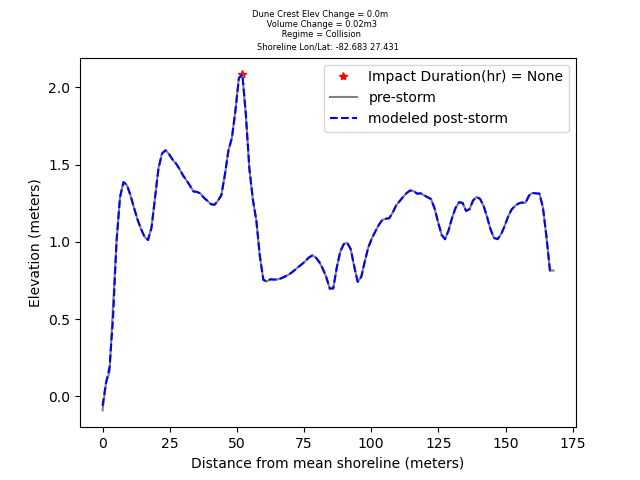 Dune Crest Elev Change = 0.0m
Volume Change = 0.02m3
Regime = Collision
Shoreline Lon/Lat: -82.683 27.431
Impact Duration(hr) = None
pre-storm
modeled post-storm
2.0
1.5
1.0
0.5
0.0
Elevation (meters)
0 25 50 75 100 125 150 175
Distance from mean shoreline (meters)